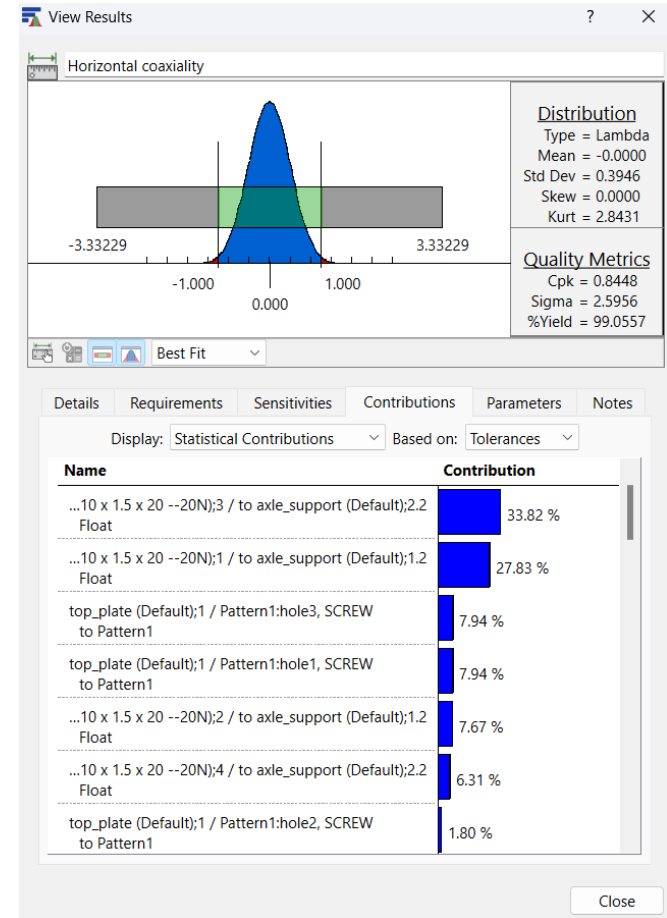 View Results
?
Horizontal coaxiality
Distribution
Type = Lambda
Mean = -0.0000
Std Dev = 0.3946
Skew = 0.0000
Kurt = 2.8431
-3.33229
3.33229
-1.000
1.000
0.000
Quality Metrics
Cpk = 0.8448
Sigma = 2.5956
%Yield = 99.0557
Best Fit
Details
Requirements
Sensitivities
Contributions
Parameters
Notes
Display: Statistical Contributions
Based on: Tolerances
Name
Contribution
...10 x 1.5 x 20 --20N);3 / to axle_support (Default);2.2
Float
33.82 %
...10 x 1.5 x 20 --20N);1 / to axle_support (Default);1.2
Float
27.83 %
top_plate (Default);1 / Pattern1:hole3, SCREW
to Pattern1
7.94 %
top_plate (Default);1 / Pattern1:hole1, SCREW
to Pattern1
7.94 %
...10 x 1.5 x 20 --20N);2 / to axle_support (Default);1.2
Float
7.67 %
...10 x 1.5 x 20 --20N);4 / to axle_support (Default);2.2
Float
6.31 %
top_plate (Default);1 / Pattern1:hole2, SCREW
to Pattern1
1.80 %
Close